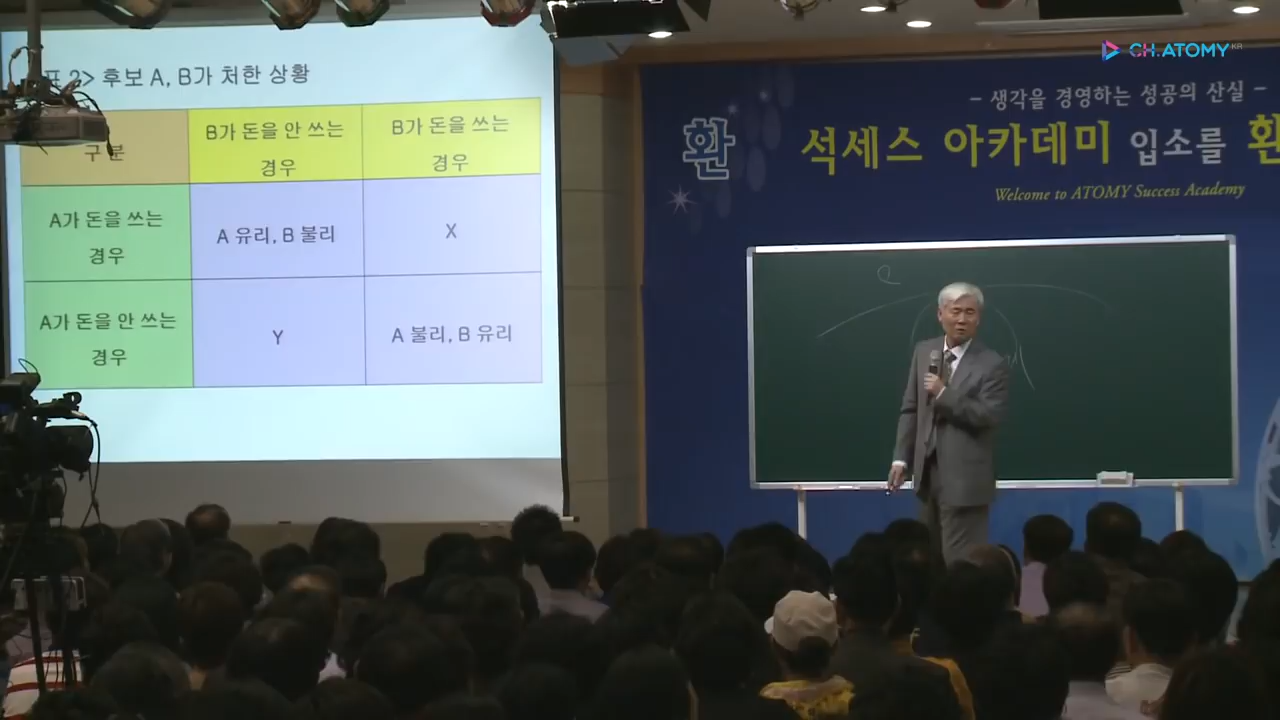 표 2> 후보 A, B가 처한 상황
구 분
B가 돈을 안 쓰는
경우
B가 돈을 쓰는
경우
A가 돈을 쓰는
경우
A 유리, B 불리
X
A가 돈을 안 쓰는
경우
Y
A 불리, B 유리
CH.ATOMY KR
- 생각을 경영하는 성공의 산실 -
환
석세스 아카데미 입소를 환
Welcome to ATOMY Success Academy